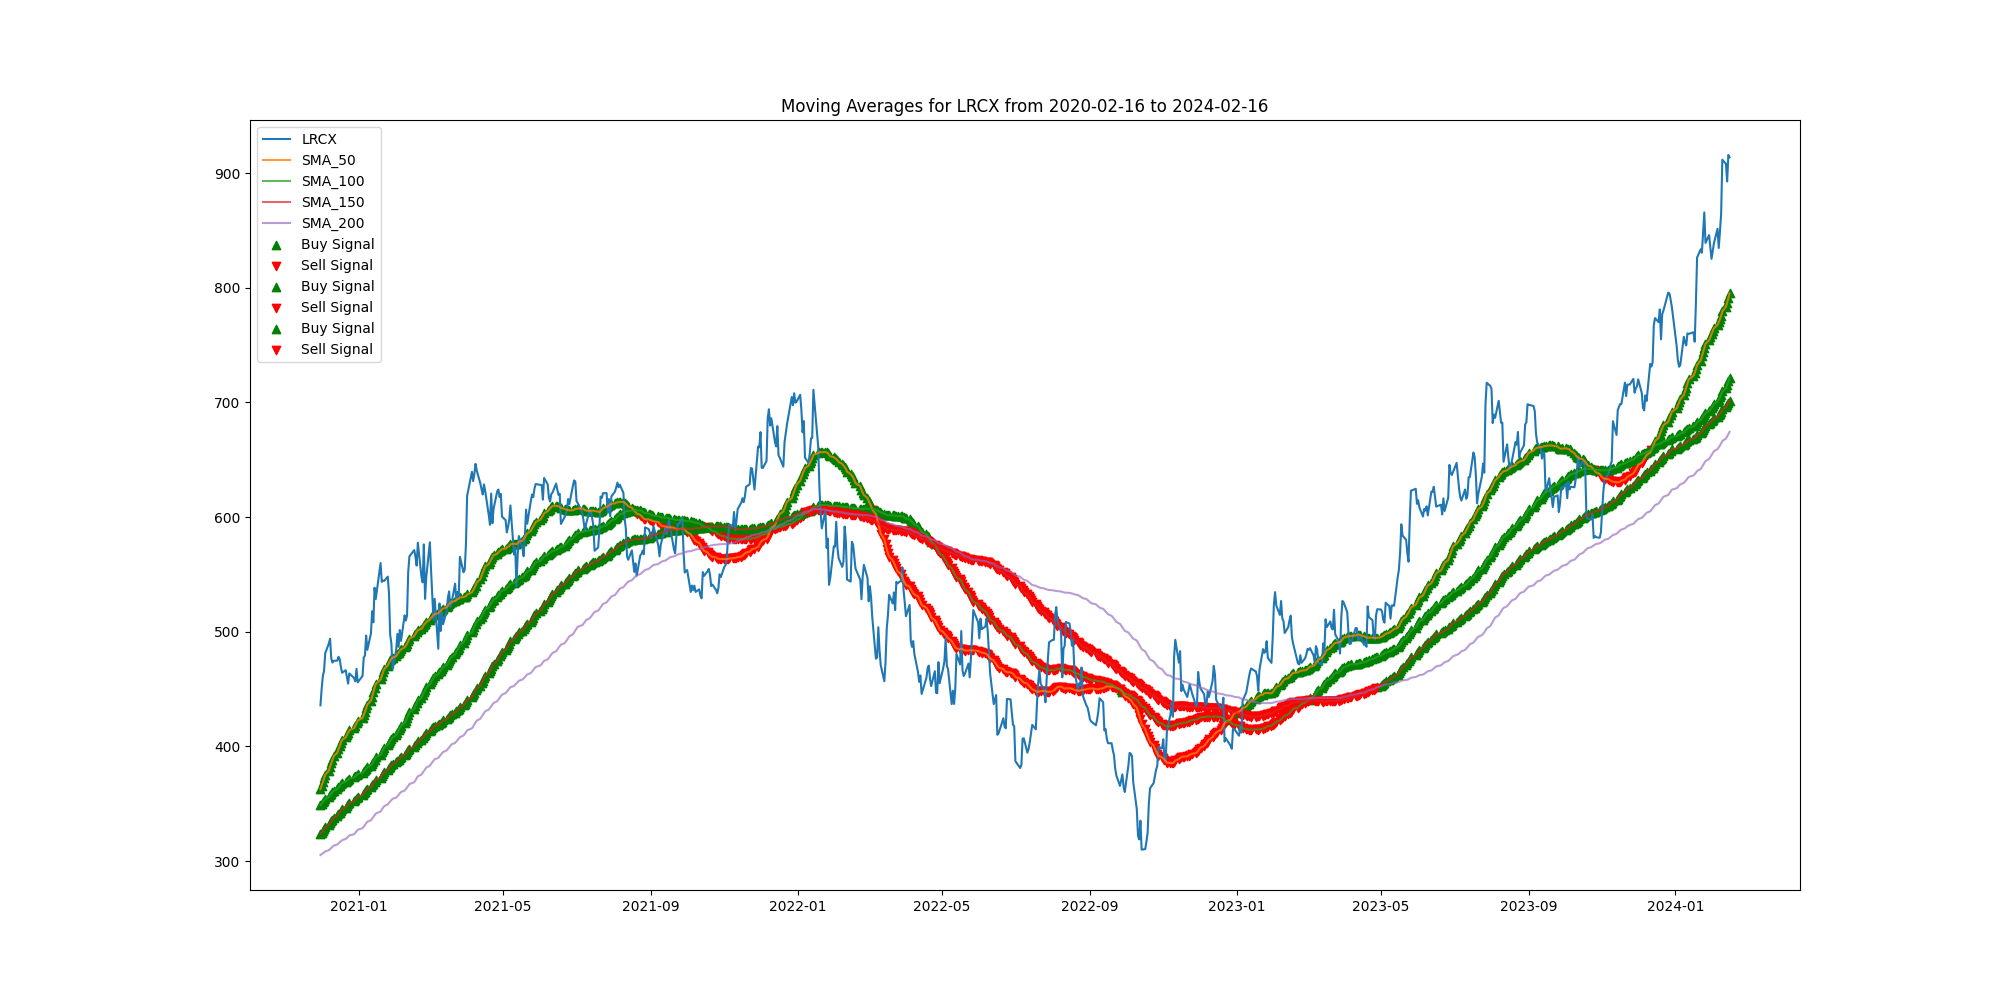 Moving Averages for LRCX from 2020-02-16 to 2024-02-16
LRCX
SMA_50
SMA_100
SMA_150
SMA_200
Buy Signal
Sell Signal
Buy Signal
Sell Signal
Buy Signal
Sell Signal
900
800
700
600
500
400
300
2021-01 2021-05 2021-09 2022-01 2022-05 2022-09 2023-01 2023-05 2023-09 2024-01